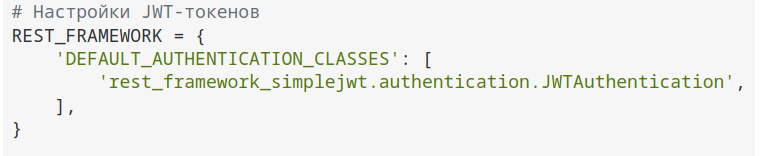 # Настройки JWT-токенов
REST_FRAMEWORK = {
    'DEFAULT_AUTHENTICATION_CLASSES': [
        'rest_framework_simplejwt.authentication.JWTAuthentication',
    ],
}